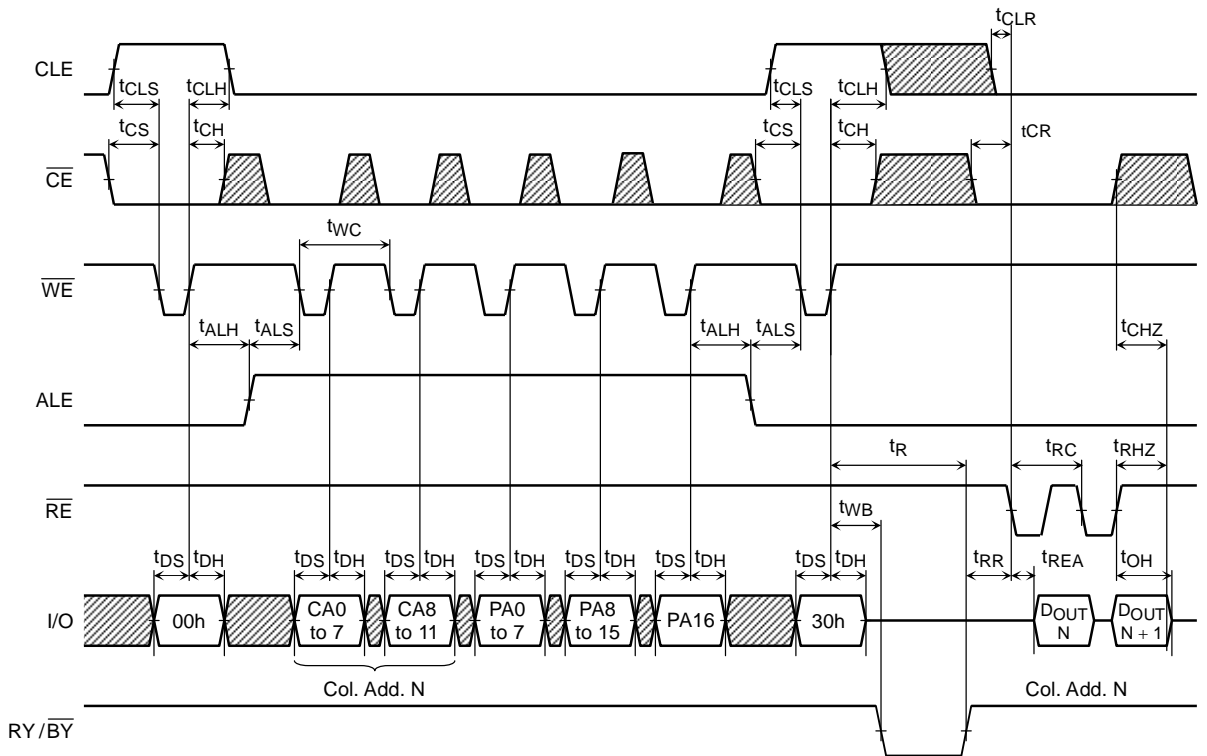 tCLR
CLE
tCLS tCLH tCLS tCLH
tCS tCH tCS tCH tCR
CE
tWC
WE
tALH tALS tALH tALS tCHZ
ALE
tR tRC tRHZ
RE
tWB
tDS tDH tDS tDH tDS tDH tDS tDH tDS tDH tDS tDH tDS tDH tRR tREA tOH
I/O 00h CA0 to 7 CA8 to 11 PA0 to 7 PA8 to 15 PA16 30h DOUT N DOUT N + 1
Col. Add. N Col. Add. N
RY/BY